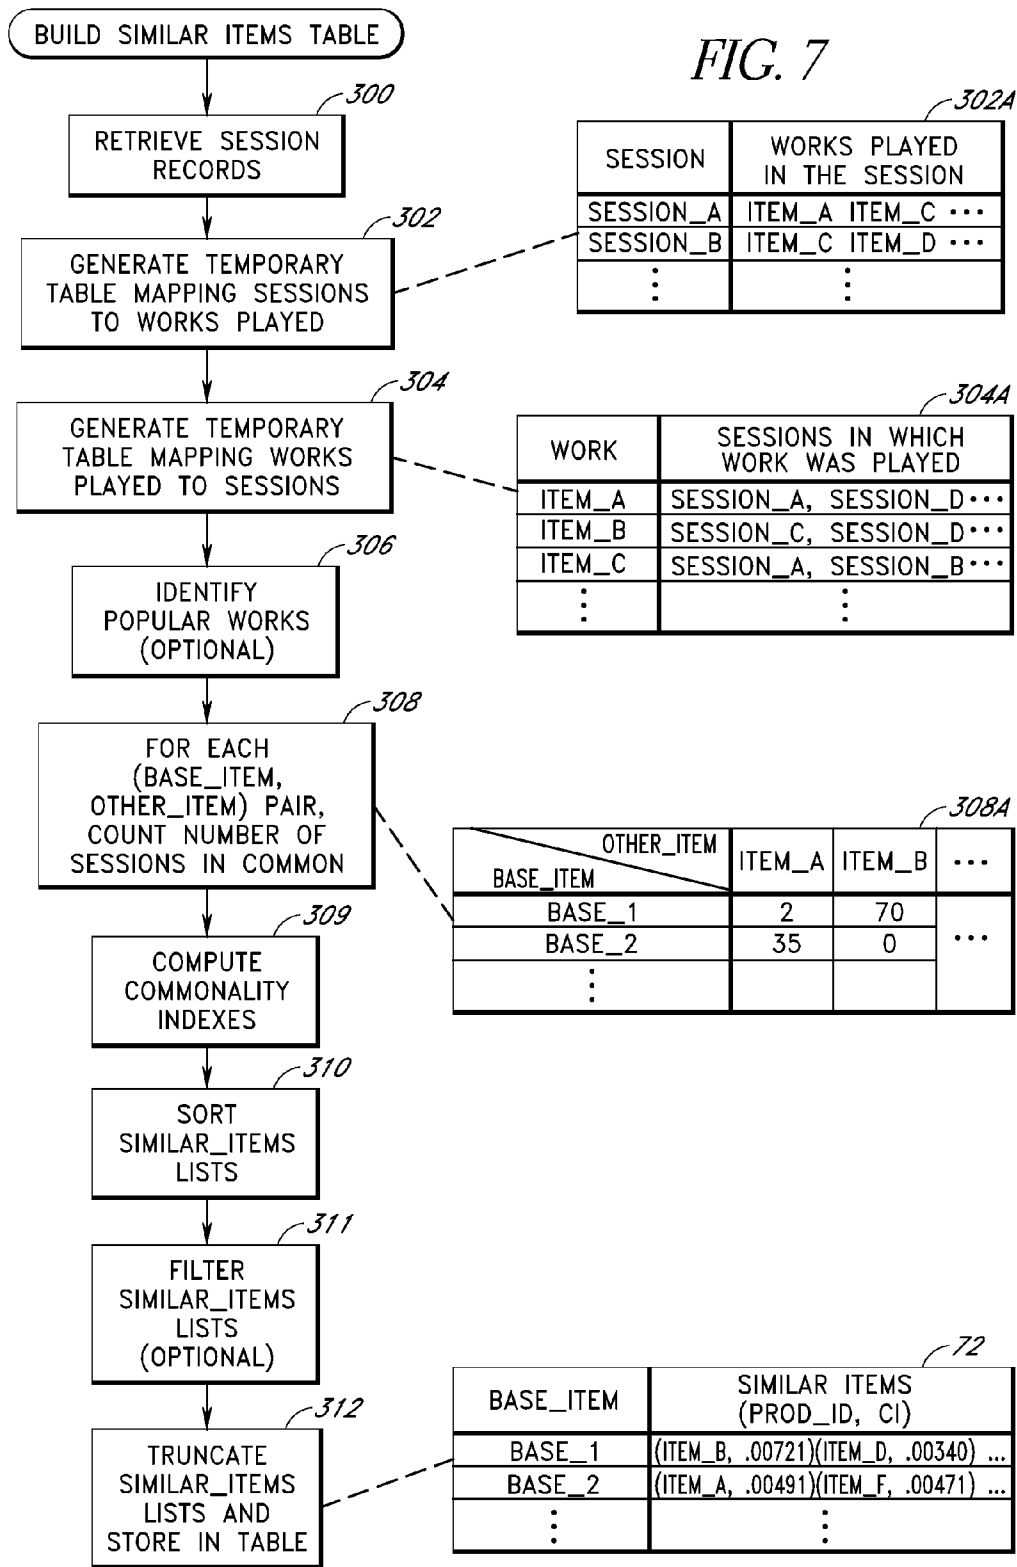 BUILD SIMILAR ITEMS TABLE
FIG. 7
300
RETRIEVE SESSION
RECORDS
302
GENERATE TEMPORARY
TABLE MAPPING SESSIONS
TO WORKS PLAYED
302A
SESSION
WORKS PLAYED
IN THE SESSION
SESSION_A ITEM_A ITEM_C •••
SESSION_B ITEM_C ITEM_D •••
304
GENERATE TEMPORARY
TABLE MAPPING WORKS
PLAYED TO SESSIONS
304A
WORK
SESSIONS IN WHICH
WORK WAS PLAYED
ITEM_A SESSION_A, SESSION_D•••
ITEM_B SESSION_C, SESSION_D•••
ITEM_C SESSION_A, SESSION_B•••
306
IDENTIFY
POPULAR WORKS
(OPTIONAL)
308
FOR EACH
(BASE_ITEM,
OTHER_ITEM) PAIR,
COUNT NUMBER OF
SESSIONS IN COMMON
308A
OTHER_ITEM
BASE_ITEM
ITEM_A ITEM_B •••
BASE_1 2 70
BASE_2 35 0 •••
309
COMPUTE
COMMONALITY
INDEXES
310
SORT
SIMILAR_ITEMS
LISTS
311
FILTER
SIMILAR_ITEMS
LISTS
(OPTIONAL)
312
TRUNCATE
SIMILAR_ITEMS
LISTS AND
STORE IN TABLE
72
BASE_ITEM
SIMILAR ITEMS
(PROD_ID, CI)
BASE_1 (ITEM_B, .00721)(ITEM_D, .00340) ...
BASE_2 (ITEM_A, .00491)(ITEM_F, .00471) ...